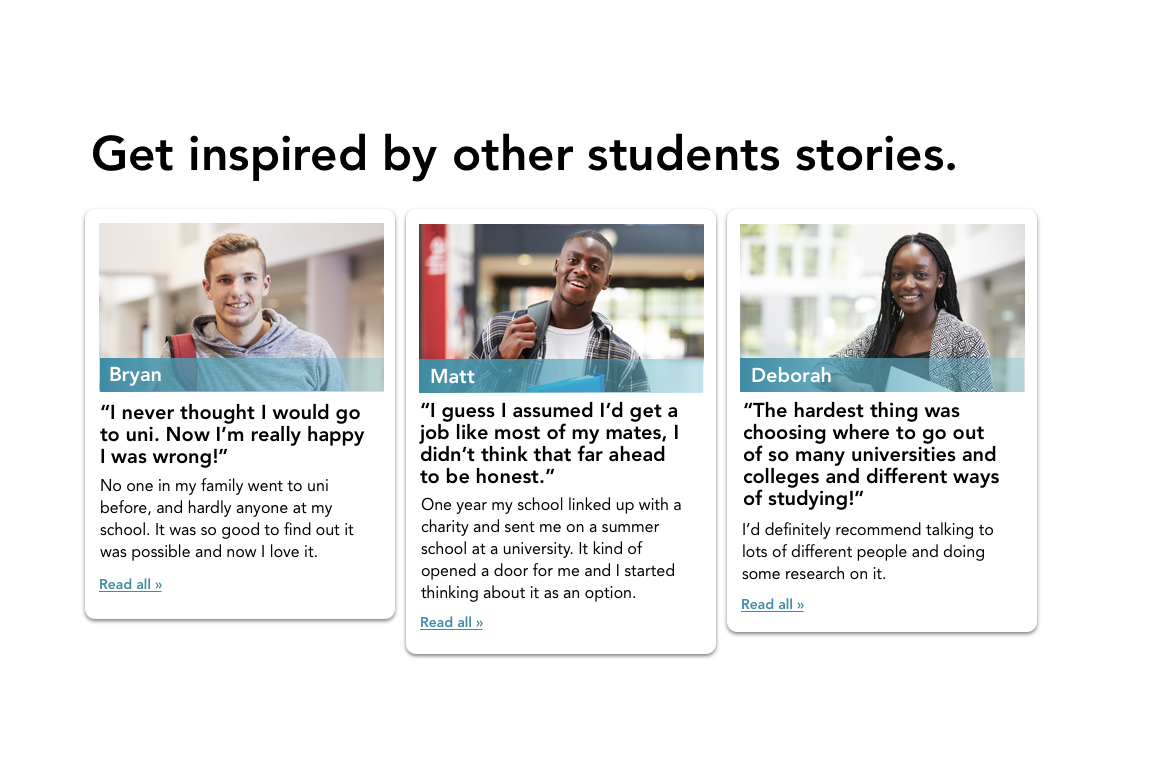 Get inspired by other students stories.
Bryan
“I never thought I would go
to uni. Now I’m really happy
I was wrong!”
No one in my family went to uni
before, and hardly anyone at my
school. It was so good to find out it
was possible and now I love it.
Read all »
Matt
“I guess I assumed I’d get a
job like most of my mates, I
didn’t think that far ahead
to be honest.”
One year my school linked up with a
charity and sent me on a summer
school at a university. It kind of
opened a door for me and I started
thinking about it as an option.
Read all »
Deborah
“The hardest thing was
choosing where to go out
of so many universities and
colleges and different ways
of studying!”
I’d definitely recommend talking to
lots of different people and doing
some research on it.
Read all »